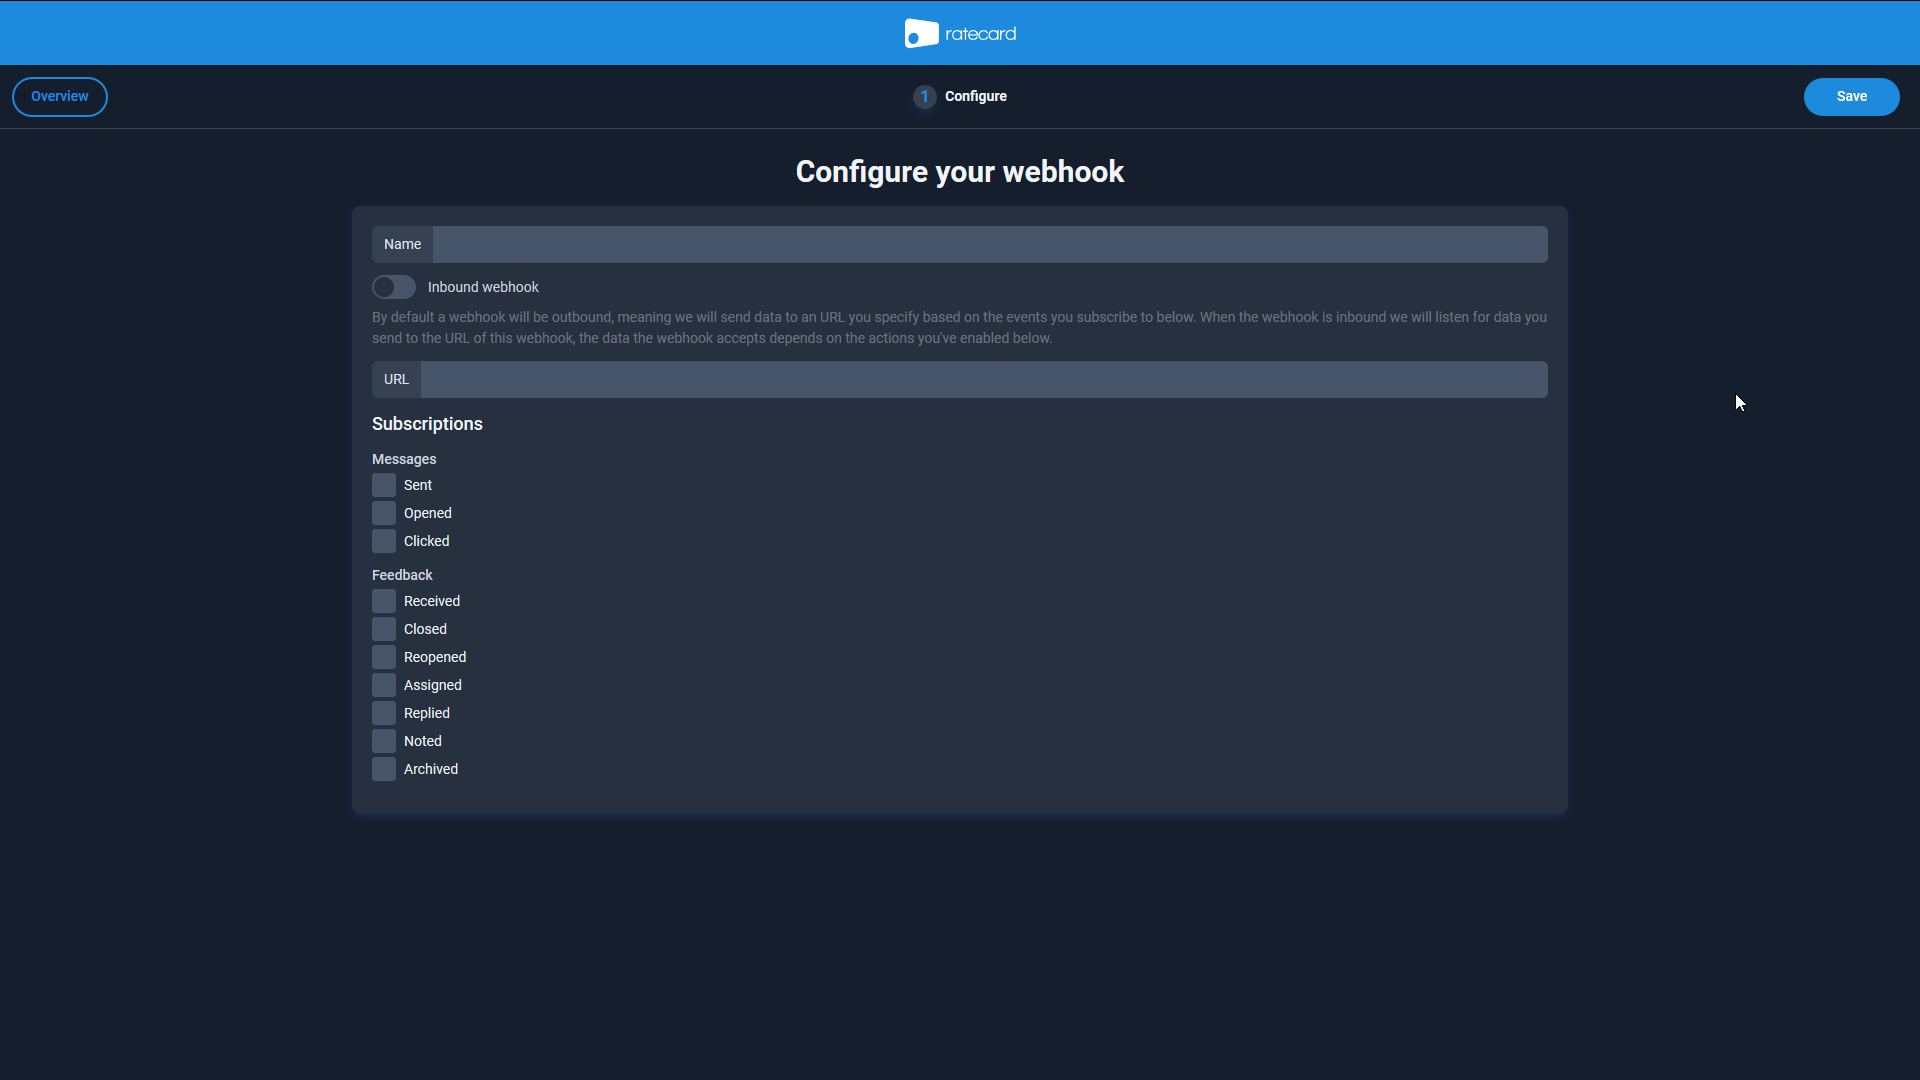 ratecard
Overview
1 Configure
Save
Configure your webhook
Name
Inbound webhook
By default a webhook will be outbound, meaning we will send data to an URL you specify based on the events you subscribe to below. When the webhook is inbound we will listen for data you
send to the URL of this webhook, the data the webhook accepts depends on the actions you've enabled below.
URL
Subscriptions
Messages
Sent
Opened
Clicked
Feedback
Received
Closed
Reopened
Assigned
Replied
Noted
Archived